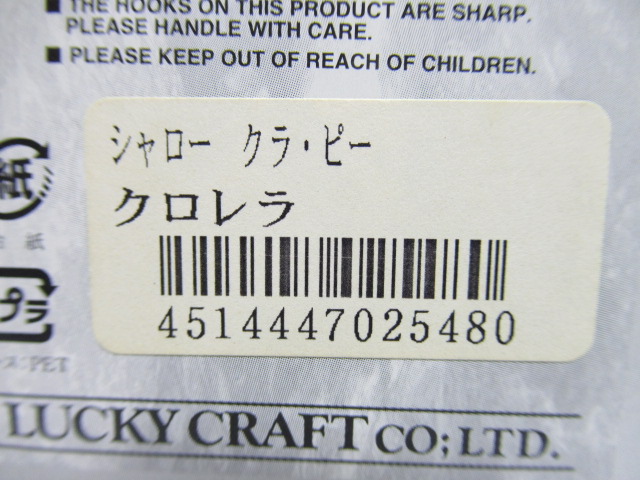 ■ THE HOOKS ON THIS PRODUCT ARE SHARP.
PLEASE HANDLE WITH CARE.
■ PLEASE KEEP OUT OF REACH OF CHILDREN.
シャロー クラ・ピー
クロレラ
4514447025480
紙
紙
プラ
:PET
LUCKY CRAFT CO;LTD.